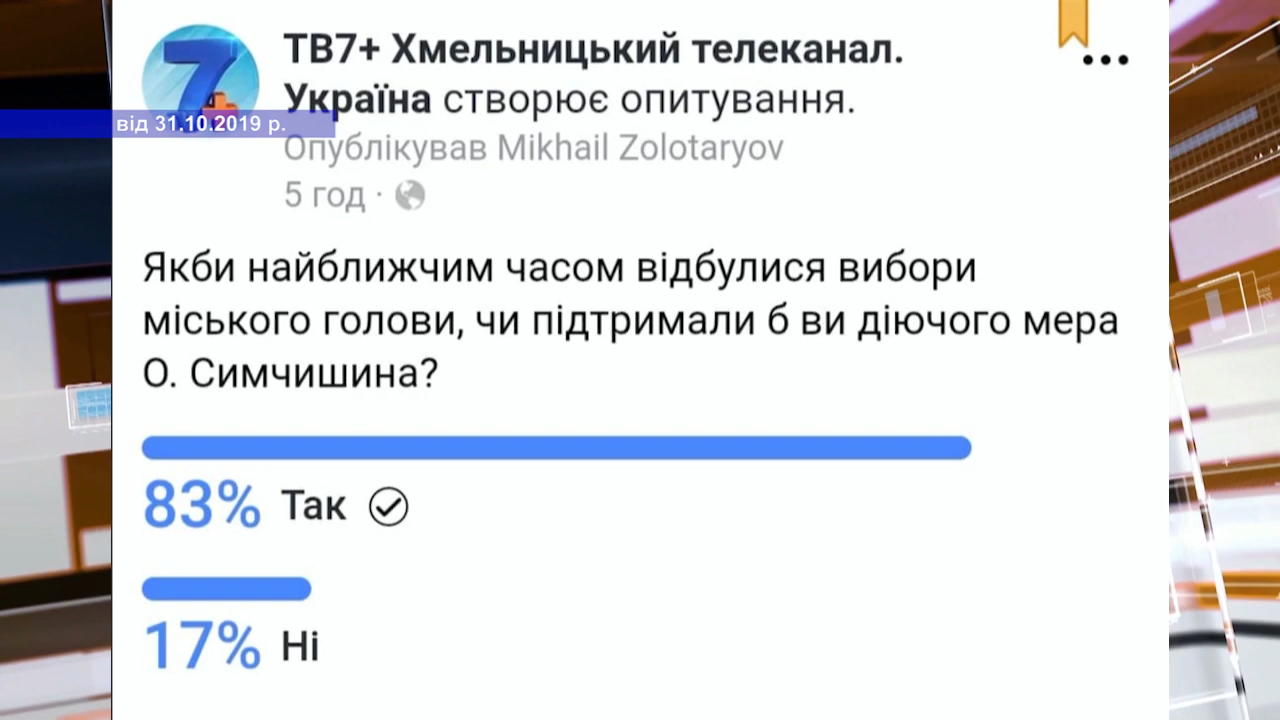 ТВ7+ Хмельницький телеканал.
Україна створює опитування.
від 31.10.2019 р.
Опублікував Mikhail Zolotaryov
5 год ·
Якби найближчим часом відбулися вибори
міського голови, чи підтримали б ви діючого мера
О. Симчишина?
83% Так
17% Ні